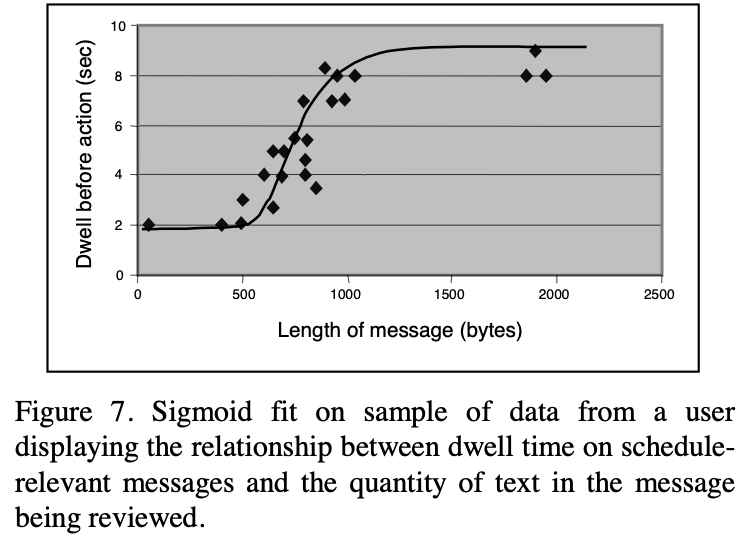 10
8
6
4
2
0
Dwell before action (sec)
0 500 1000 1500 2000 2500
Length of message (bytes)
Figure 7. Sigmoid fit on sample of data from a user
displaying the relationship between dwell time on schedule-
relevant messages and the quantity of text in the message
being reviewed.